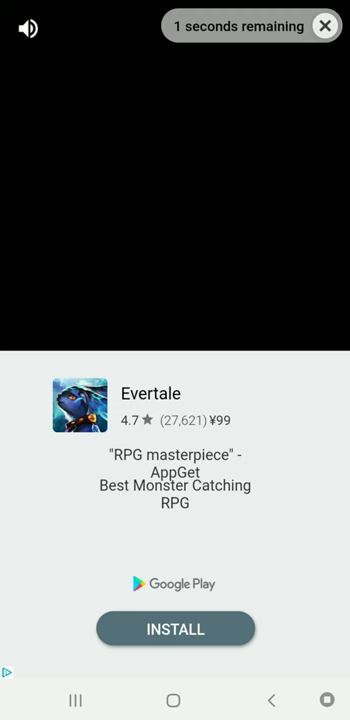 1 seconds remaining
Evertale
4.7 ★ (27,621) ¥99
"RPG masterpiece" -
AppGet
Best Monster Catching
RPG
Google Play
INSTALL